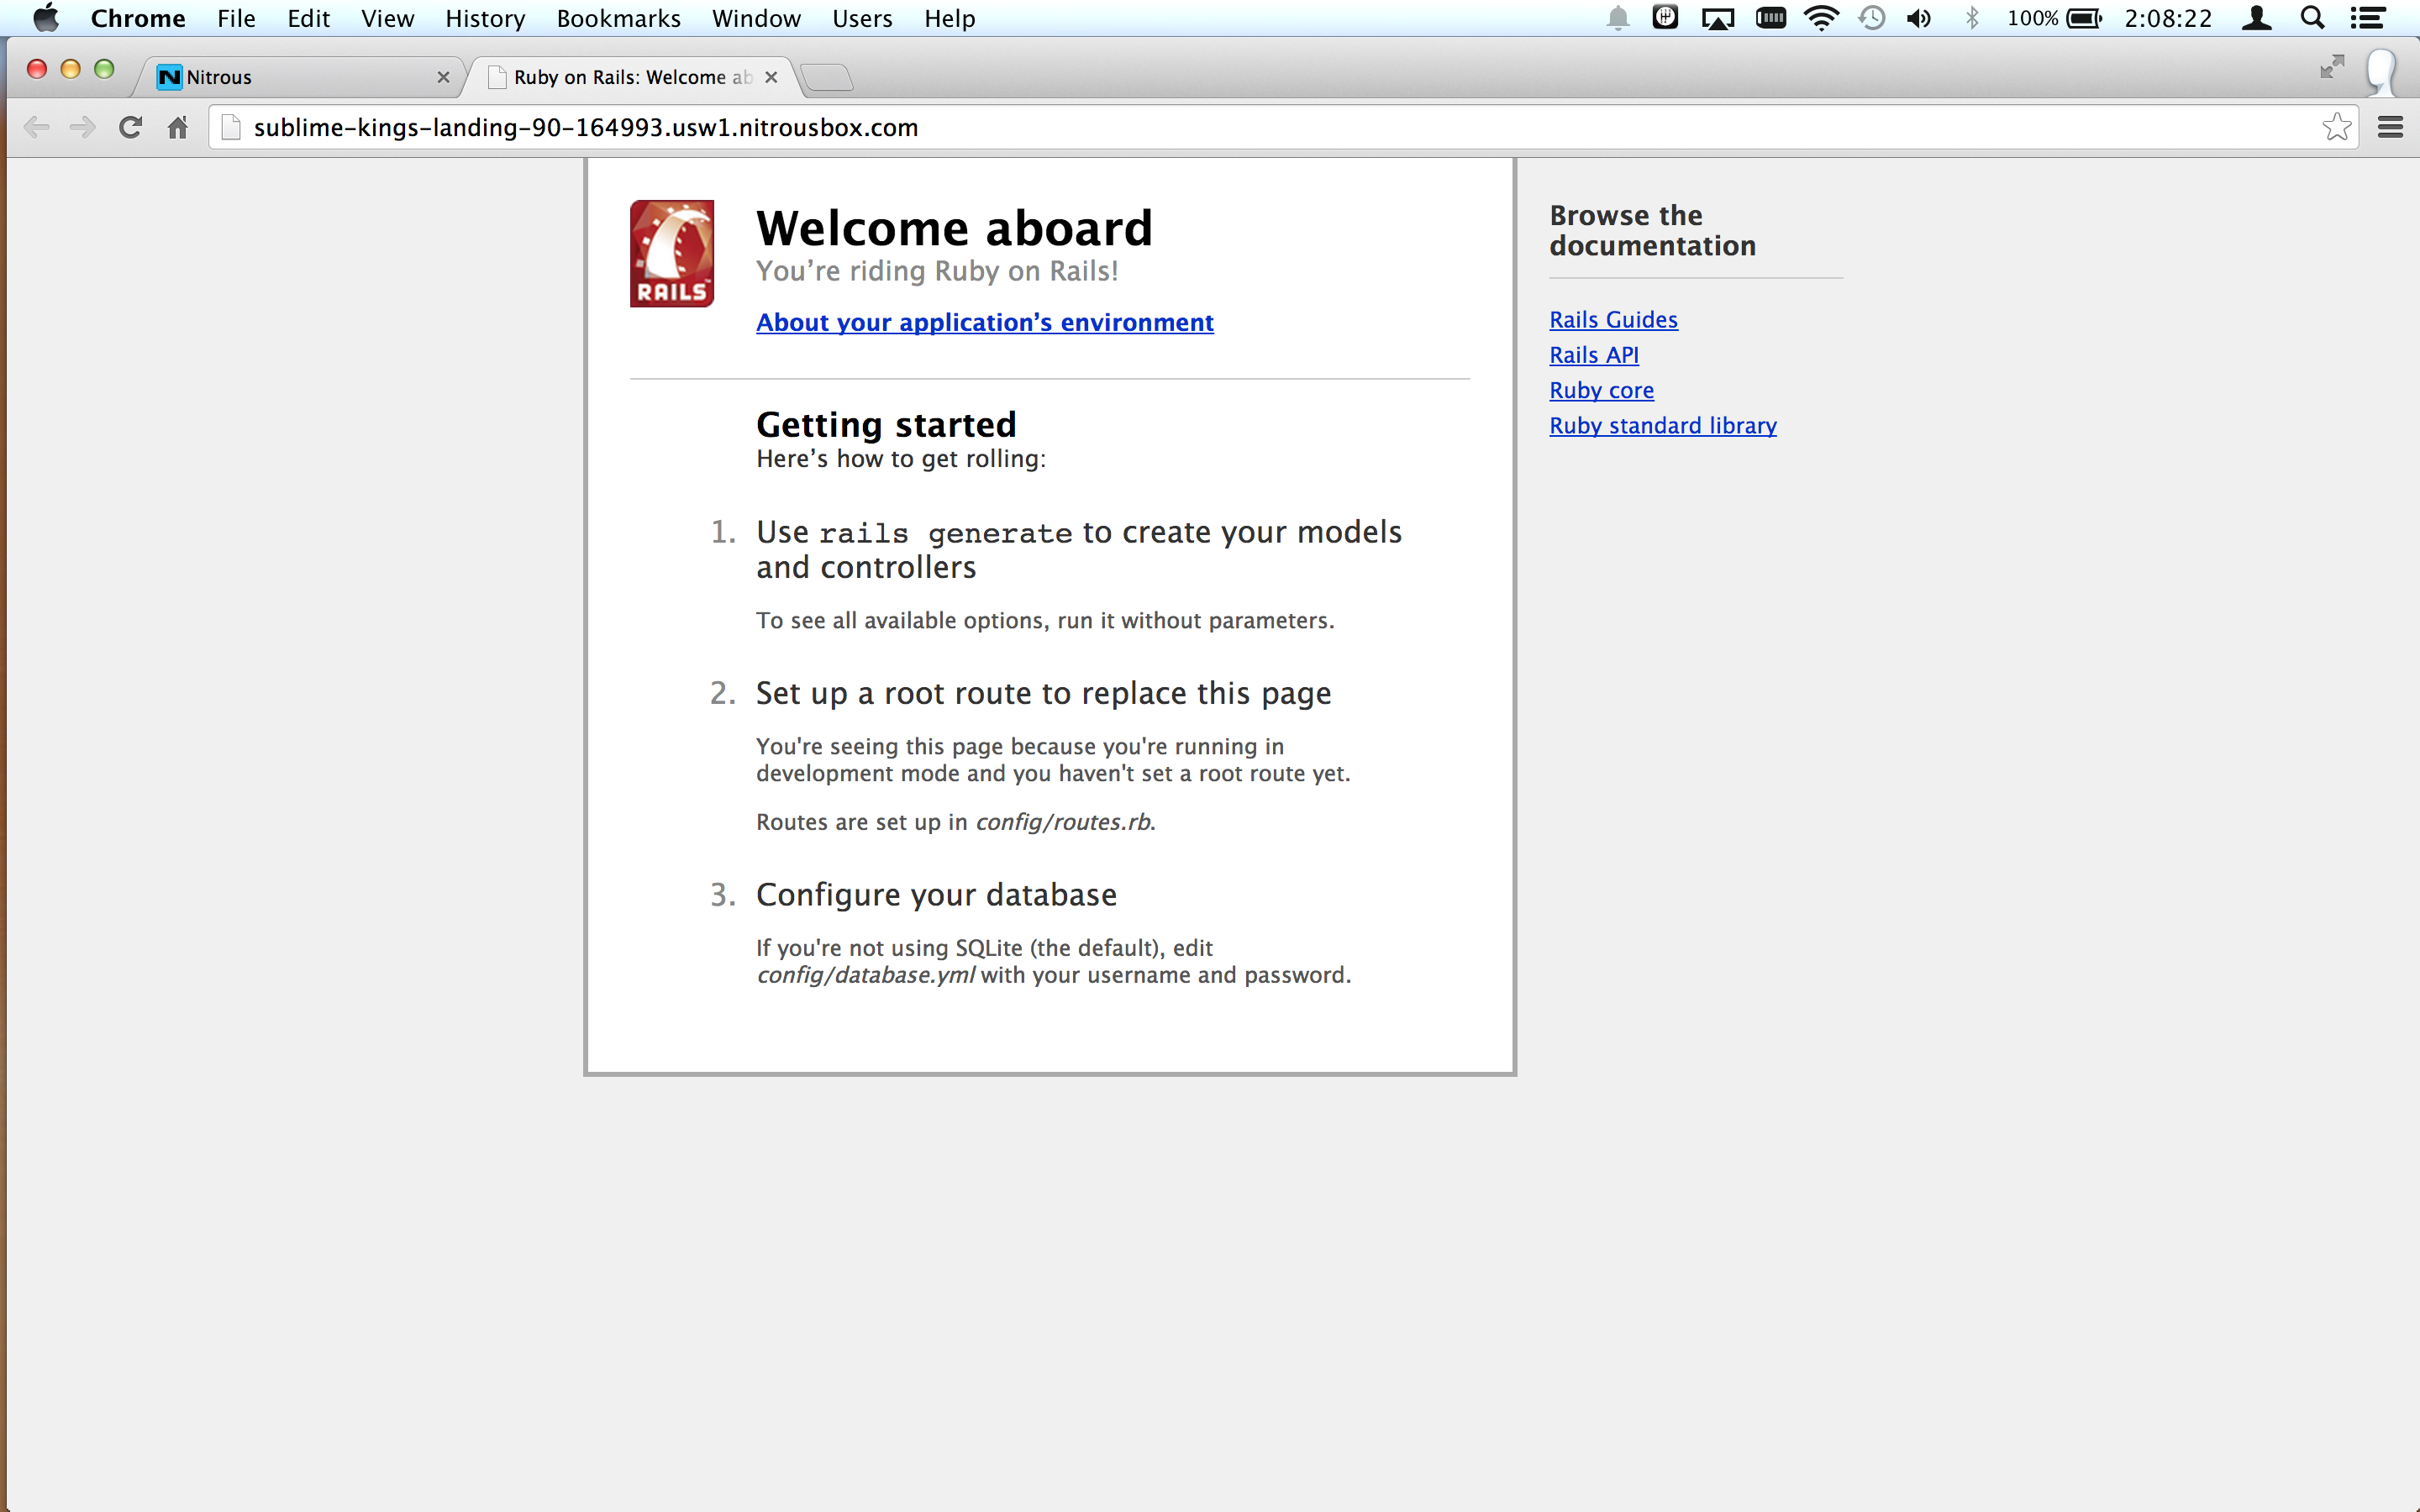 Chrome File Edit View History Bookmarks Window Users Help 100% 2:08:22
Nitrous Ruby on Rails: Welcome ab
sublime-kings-landing-90-164993.usw1.nitrousbox.com
RAILS
Welcome aboard
You’re riding Ruby on Rails!
About your application’s environment
Getting started
Here’s how to get rolling:
1. Use rails generate to create your models
and controllers
To see all available options, run it without parameters.
2. Set up a root route to replace this page
You're seeing this page because you're running in
development mode and you haven't set a root route yet.
Routes are set up in config/routes.rb.
3. Configure your database
If you're not using SQLite (the default), edit
config/database.yml with your username and password.
Browse the
documentation
Rails Guides
Rails API
Ruby core
Ruby standard library